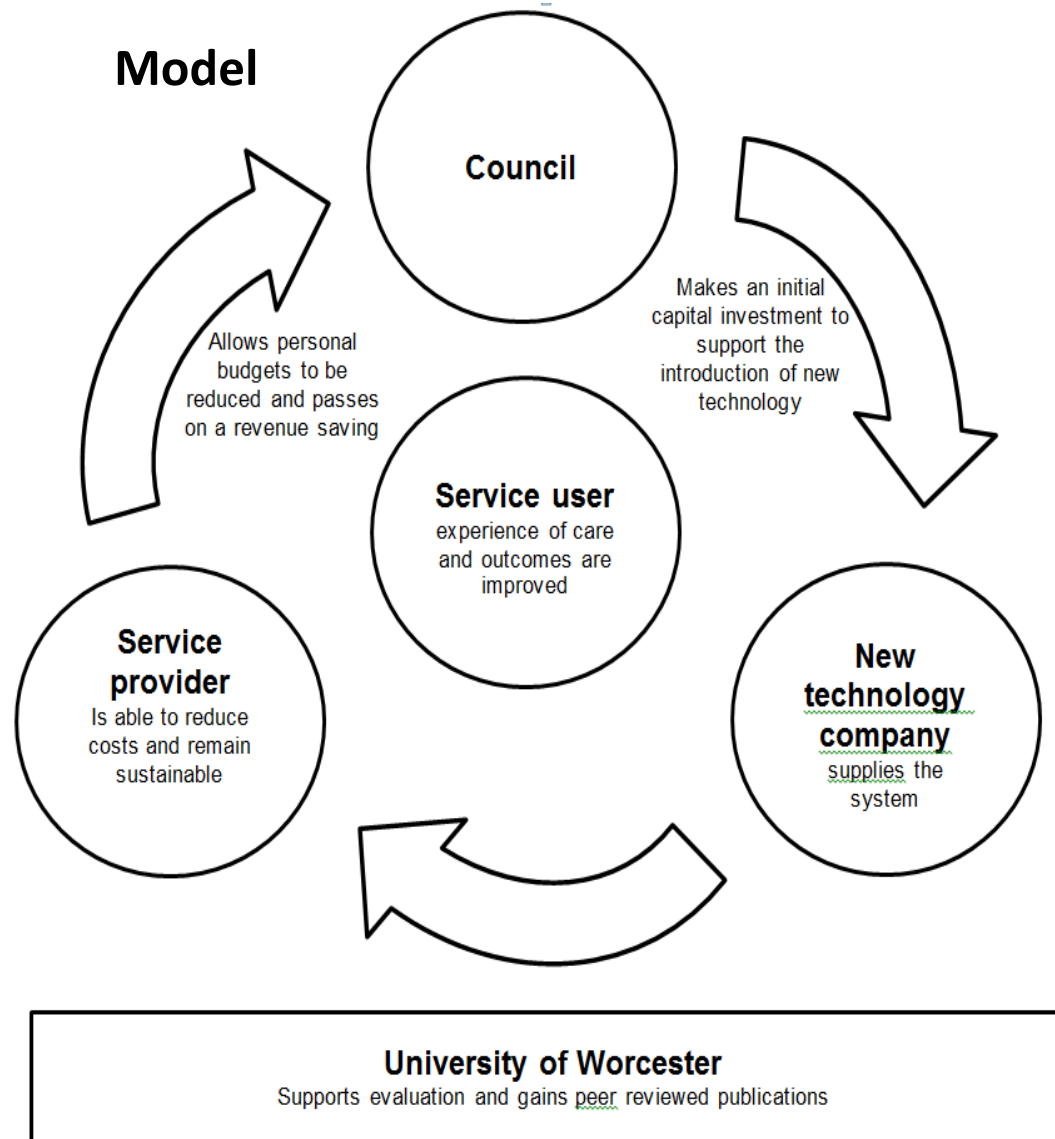 Model
Council
Makes an initial
capital investment to
support the
introduction of new
technology
Allows personal
budgets to be
reduced and passes
on a revenue saving
Service user
experience of care
and outcomes are
improved
Service
provider
Is able to reduce
costs and remain
sustainable
New
technology
company
supplies the
system
University of Worcester
Supports evaluation and gains peer reviewed publications